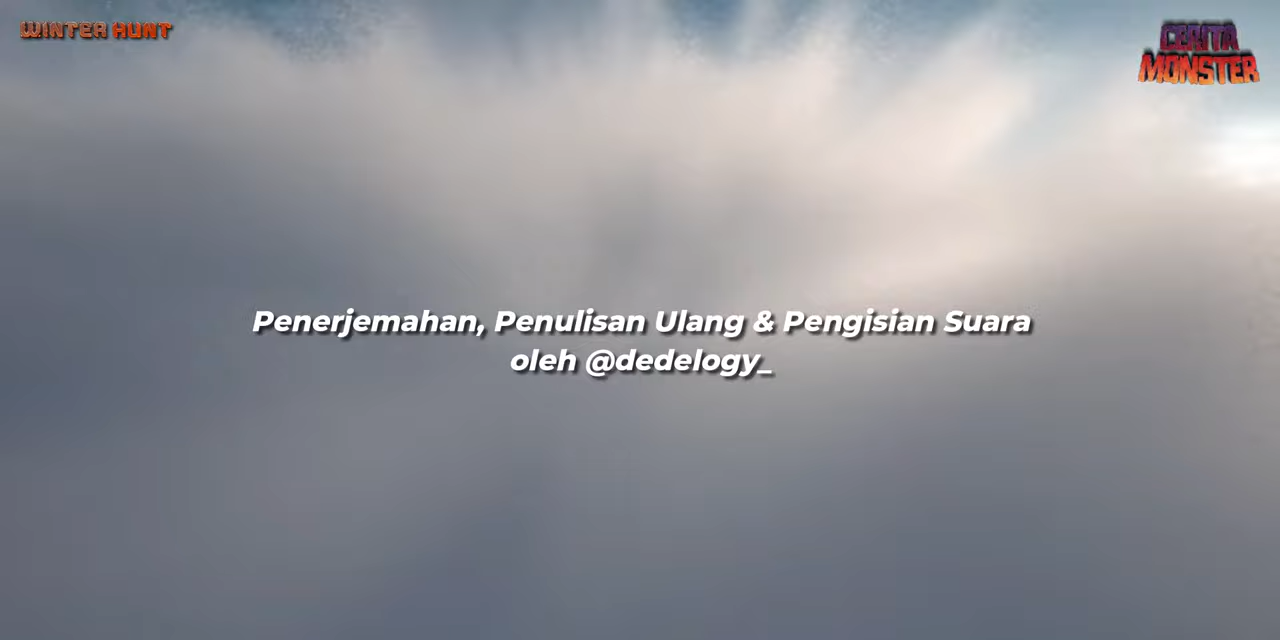 WINTER HUNT
CERITA
MONSTER
Penerjemahan, Penulisan Ulang & Pengisian Suara
oleh @dedelogy_